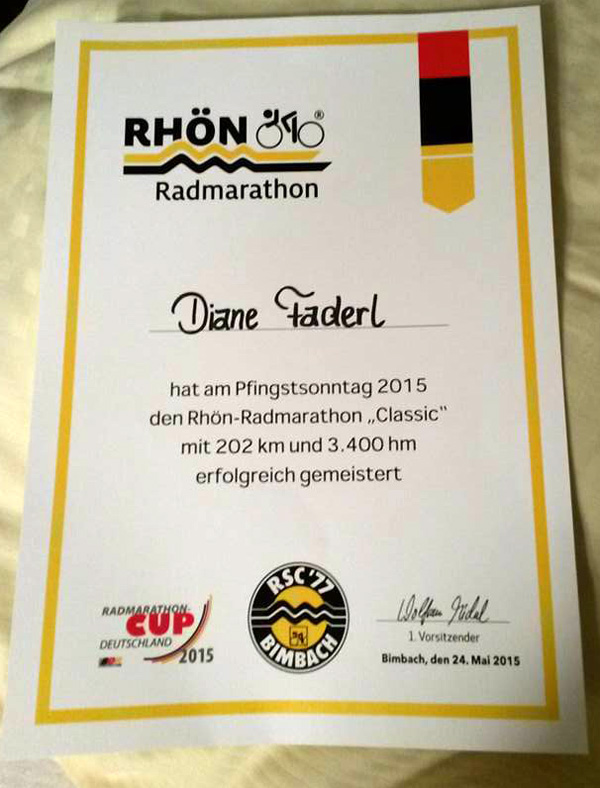 RHÖN ®
Radmarathon
Diane Faderl
hat am Pfingstsonntag 2015
den Rhön-Radmarathon „Classic"
mit 202 km und 3.400 hm
erfolgreich gemeistert
RADMARATHON-
CUP
DEUTSCHLAND
2015
RSC '77
BIMBACH
1. Vorsitzender
Bimbach, den 24. Mai 2015